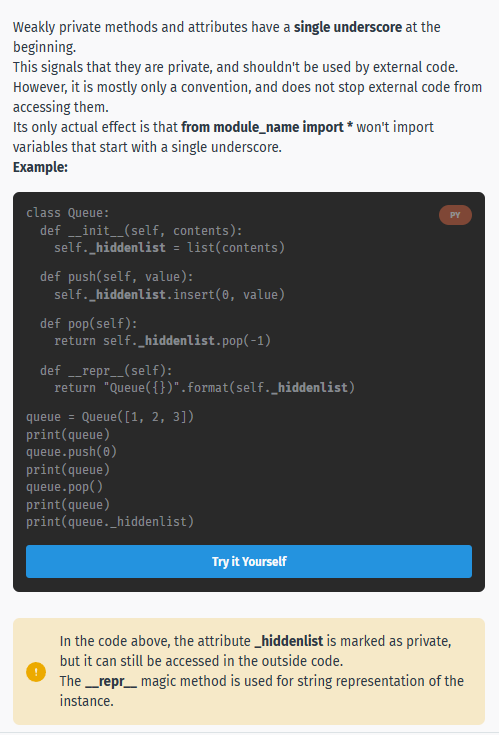 Weakly private methods and attributes have a single underscore at the
beginning.
This signals that they are private, and shouldn't be used by external code.
However, it is mostly only a convention, and does not stop external code from
accessing them.
Its only actual effect is that from module_name import * won't import
variables that start with a single underscore.
Example:
PY
class Queue:
  def __init__(self, contents):
    self._hiddenlist = list(contents)
  def push(self, value):
    self._hiddenlist.insert(0, value)
  def pop(self):
    return self._hiddenlist.pop(-1)
  def __repr__(self):
    return "Queue({})".format(self._hiddenlist)
queue = Queue([1, 2, 3])
print(queue)
queue.push(0)
print(queue)
queue.pop()
print(queue)
print(queue._hiddenlist)
Try it Yourself
In the code above, the attribute _hiddenlist is marked as private,
but it can still be accessed in the outside code.
The __repr__ magic method is used for string representation of the
instance.